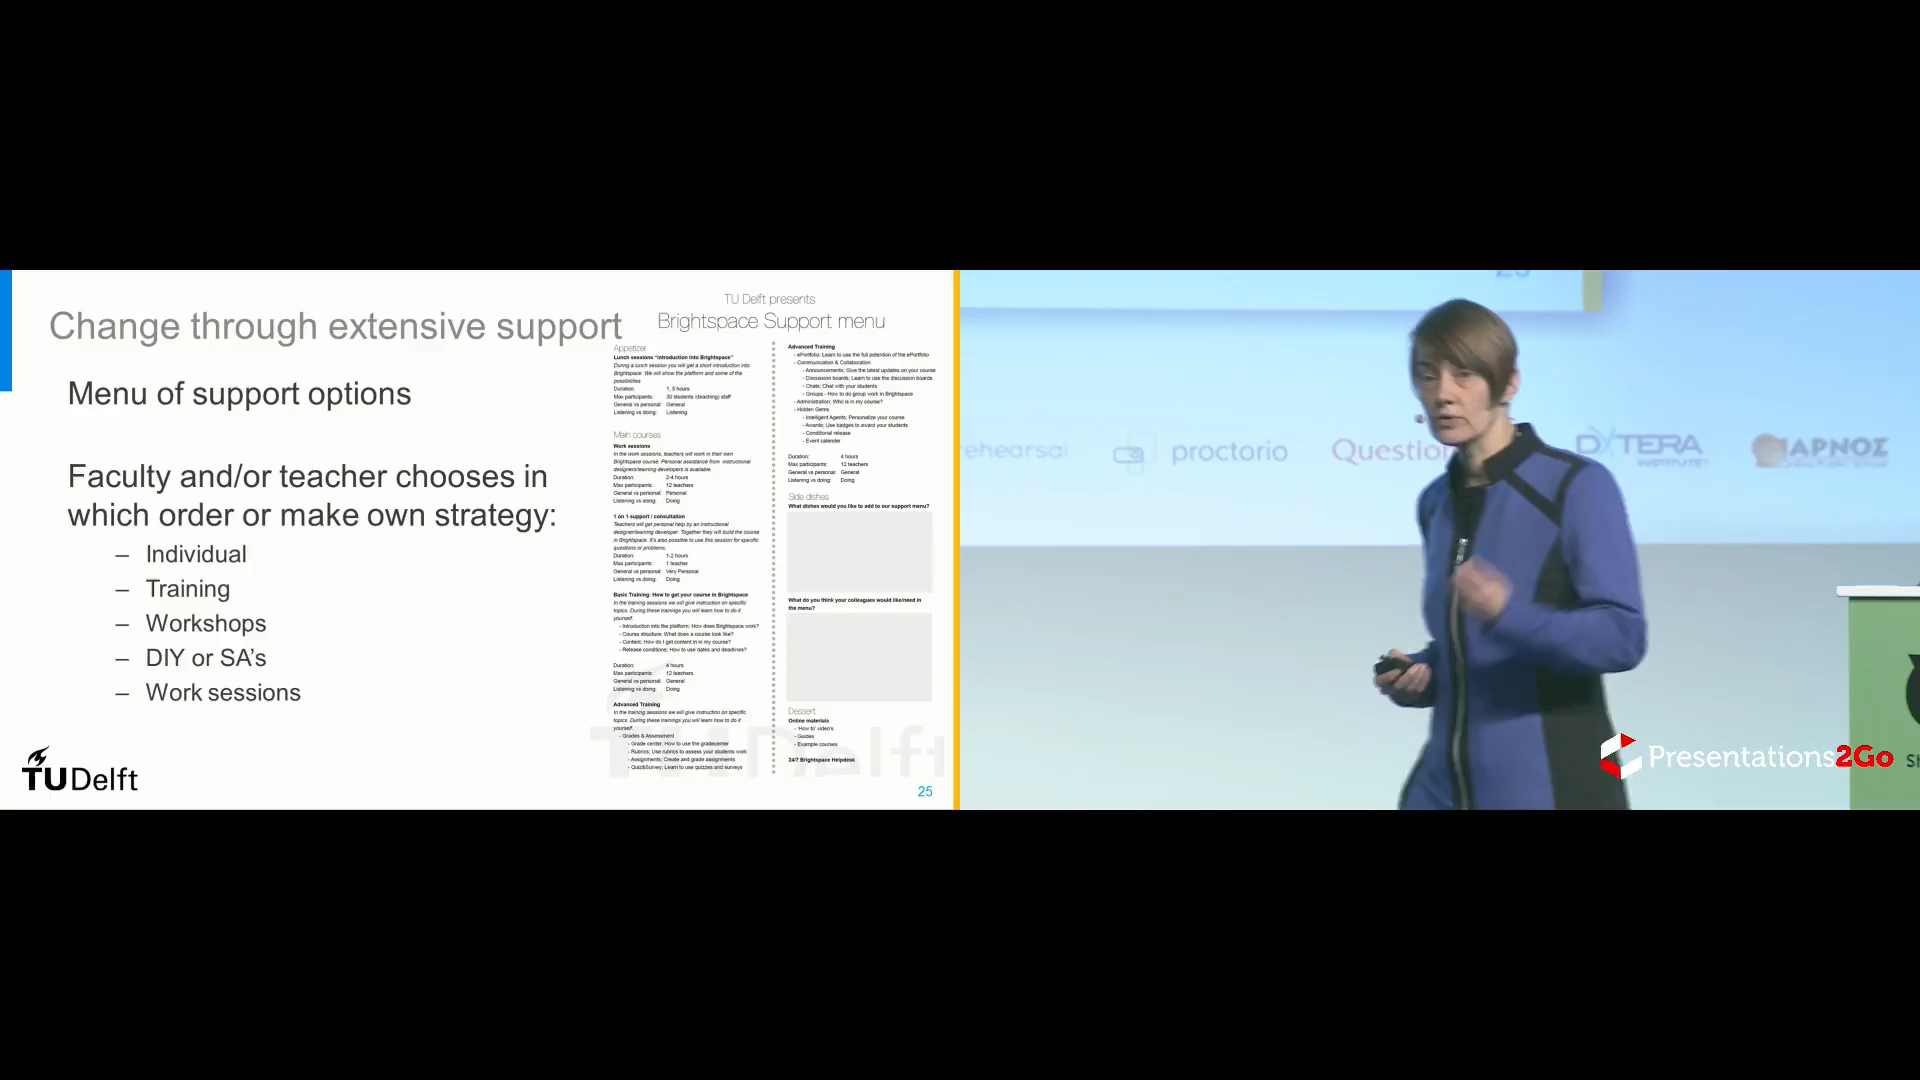 Change through extensive support
Menu of support options
Faculty and/or teacher chooses in
which order or make own strategy:
– Individual
– Training
– Workshops
– DIY or SA's
– Work sessions
TU Delft
TU Delft presents
Brightspace Support menu
Appetizer
Lunch sessions "Introduction into Brightspace"
During a lunch session you will get a short introduction into
Brightspace. We will show the platform and some of the
possibilities
Duration: 1, 5 hours
Max participants: 30 students /(teaching) staff
General vs personal: General
Listening vs doing: Listening
Main courses
Work sessions
In the work sessions, teachers will work in their own
Brightspace course. Personal assistance from instructional
designers/learning developers is available.
Duration: 2-4 hours
Max participants: 12 teachers
General vs personal: Personal
Listening vs doing: Doing
1 on 1 support / consultation
Teachers will get personal help by an instructional
designer/learning developer. Together they will build the course
in Brightspace. It's also possible to use this session for specific
questions or problems.
Duration: 1-2 hours
Max participants: 1 teacher
General vs personal: Very Personal
Listening vs doing: Doing
Basic Training: How to get your course in Brightspace
In the training sessions we will give instruction on specific
topics. During these trainings you will learn how to do it
yourself.
- Introduction into the platform; How does Brightspace work?
- Course structure; What does a course look like?
- Content; How do I get content in in my course?
- Release conditions; How to use dates and deadlines?
Duration: 4 hours
Max participants: 12 teachers
General vs personal: General
Listening vs doing: Doing
Advanced Training
In the training sessions we will give instruction on specific
topics. During these trainings you will learn how to do it
yourself.
- Grades & Assessment
- Grade center; How to use the gradecenter
- Rubrics; Use rubrics to assess your students work
- Assignments; Create and grade assignments
- Quiz&Survey; Learn to use quizzes and surveys
Advanced Training
- ePortfolio; Learn to use the full potention of the ePortfolio
- Communication & Collaboration
- Announcements; Give the latest updates on your course
- Discussion boards; Learn to use the discussion boards
- Chats; Chat with your students
- Groups - How to do group work in Brightspace
- Administration; Who is in my course?
- Hidden Gems
- Intelligent Agents; Personalize your course
- Awards; Use badges to award your students
- Conditional release
- Event calender
Duration: 4 hours
Max participants: 12 teachers
General vs personal: General
Listening vs doing: Doing
Side dishes
What dishes would you like to add to our support menu?
What do you think your colleagues would like/need in
the menu?
Dessert
Online materials
- 'How to' video's
- Guides
- Example courses
24/7 Brightspace Helpdesk
TU Delft
25
rehearsal
proctorio
Question
DXTERA
INSTITUTE
ΙΑΡΝΟΣ
Presentations2Go